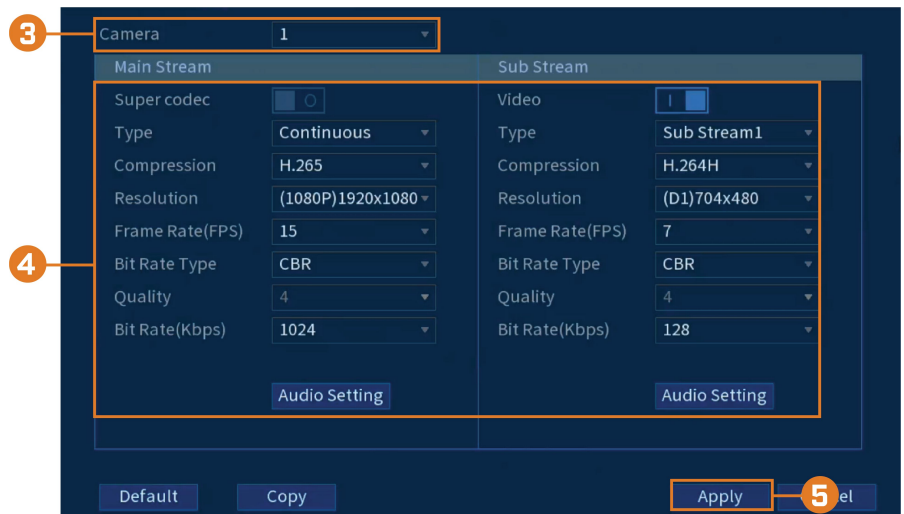 3 Camera 1
Main Stream Sub Stream
Super codec O Video I
Type Continuous Type Sub Stream1
Compression H.265 Compression H.264H
Resolution (1080P)1920x1080 Resolution (D1)704x480
Frame Rate(FPS) 15 Frame Rate(FPS) 7
4 Bit Rate Type CBR Bit Rate Type CBR
Quality 4 Quality 4
Bit Rate(Kbps) 1024 Bit Rate(Kbps) 128
Audio Setting Audio Setting
Default Copy Apply 5 el